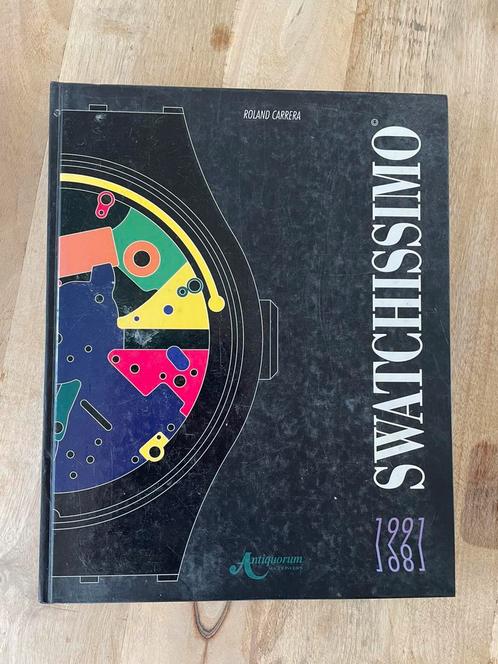 ROLAND CARRERA
SWATCHISSIMO
1991
1981
Antiquorum